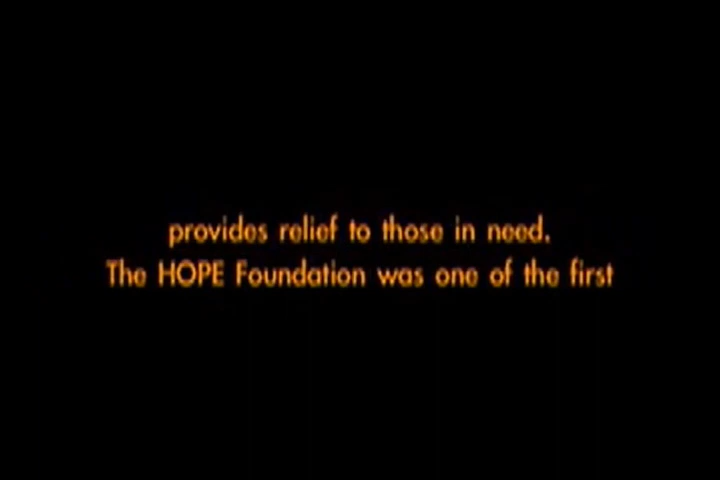 provides relief to those in need.
The HOPE Foundation was one of the first